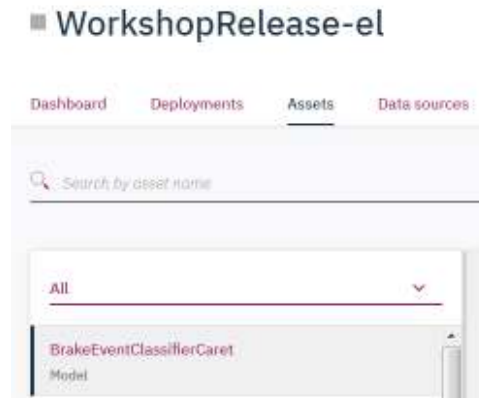 WorkshopRelease-el
Dashboard Deployments Assets Data sources
Search by asset name
All
BrakeEventClassifierCaret
Model